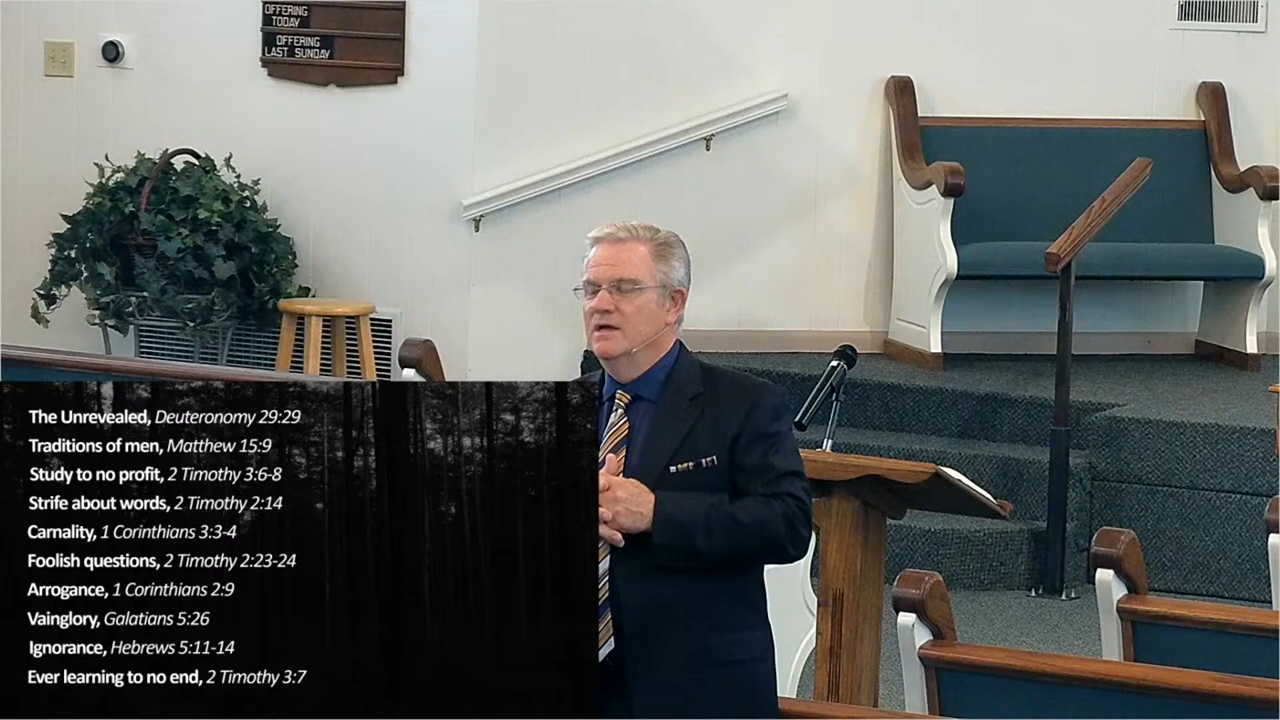 OFFERING
TODAY
OFFERING
LAST SUNDAY
The Unrevealed, Deuteronomy 29:29
Traditions of men, Matthew 15:9
Study to no profit, 2 Timothy 3:6-8
Strife about words, 2 Timothy 2:14
Carnality, 1 Corinthians 3:3-4
Foolish questions, 2 Timothy 2:23-24
Arrogance, 1 Corinthians 2:9
Vainglory, Galatians 5:26
Ignorance, Hebrews 5:11-14
Ever learning to no end, 2 Timothy 3:7